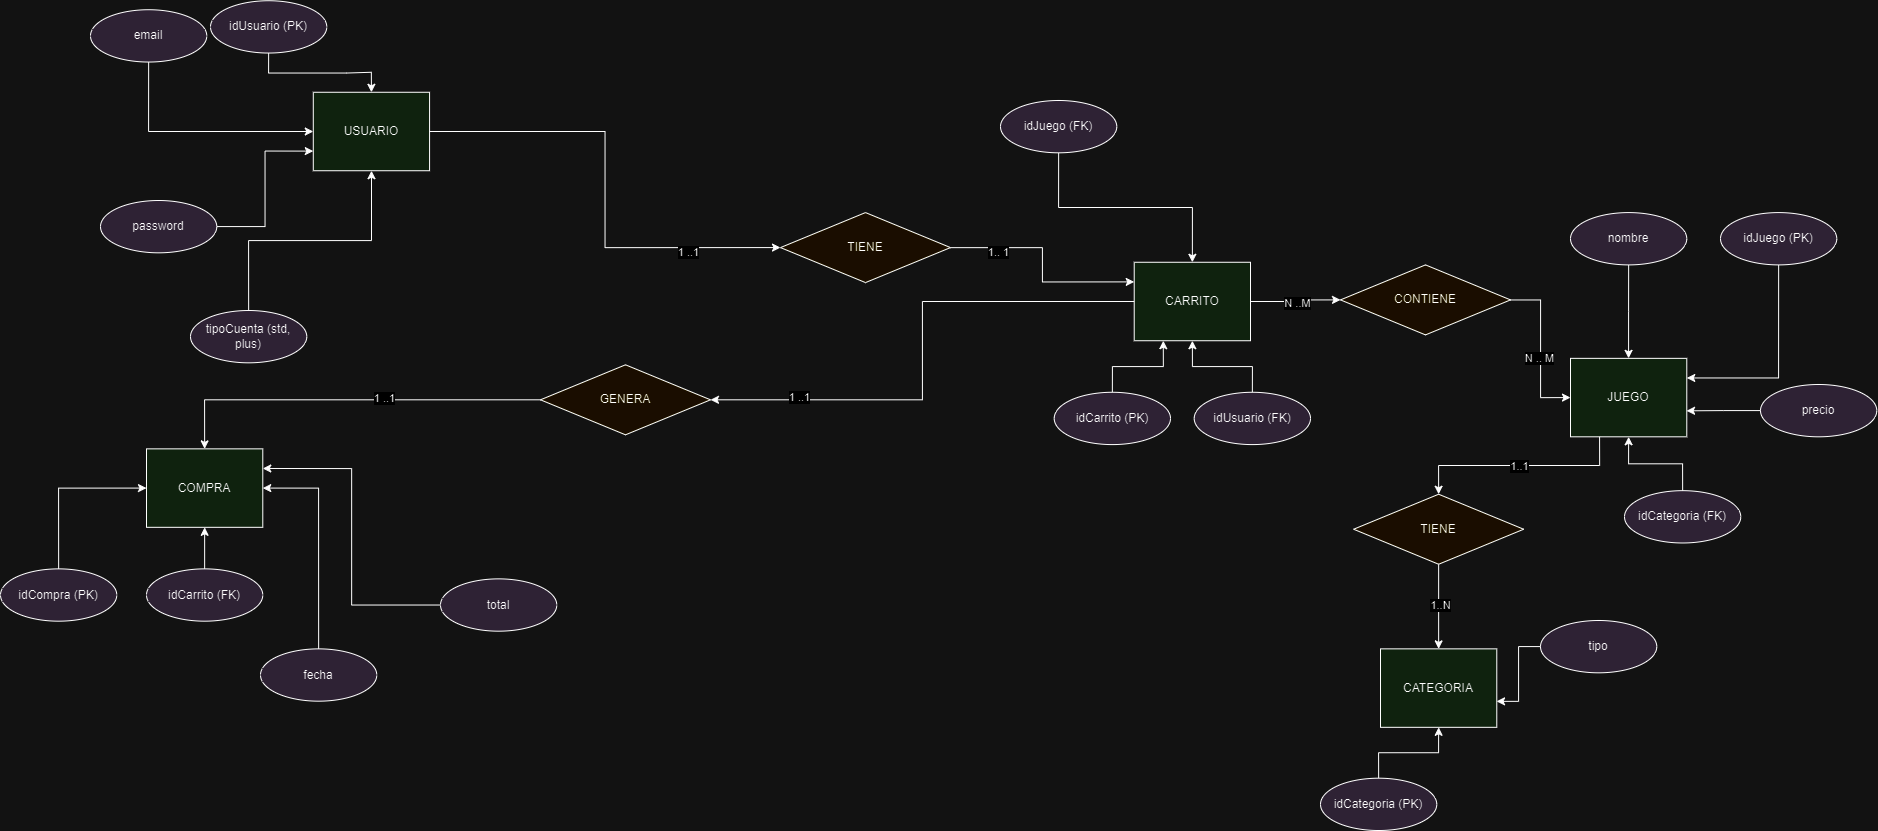 idUsuario (PK)
email
USUARIO
password
tipoCuenta (std,
plus)
1 ..1
TIENE
1.. 1
idJuego (FK)
CARRITO
idCarrito (PK)
idUsuario (FK)
N ..M
CONTIENE
N .. M
nombre
idJuego (PK)
JUEGO
precio
idCategoria (FK)
1..1
TIENE
1..N
CATEGORIA
tipo
idCategoria (PK)
1 ..1
GENERA
1 ..1
COMPRA
idCompra (PK)
idCarrito (FK)
total
fecha